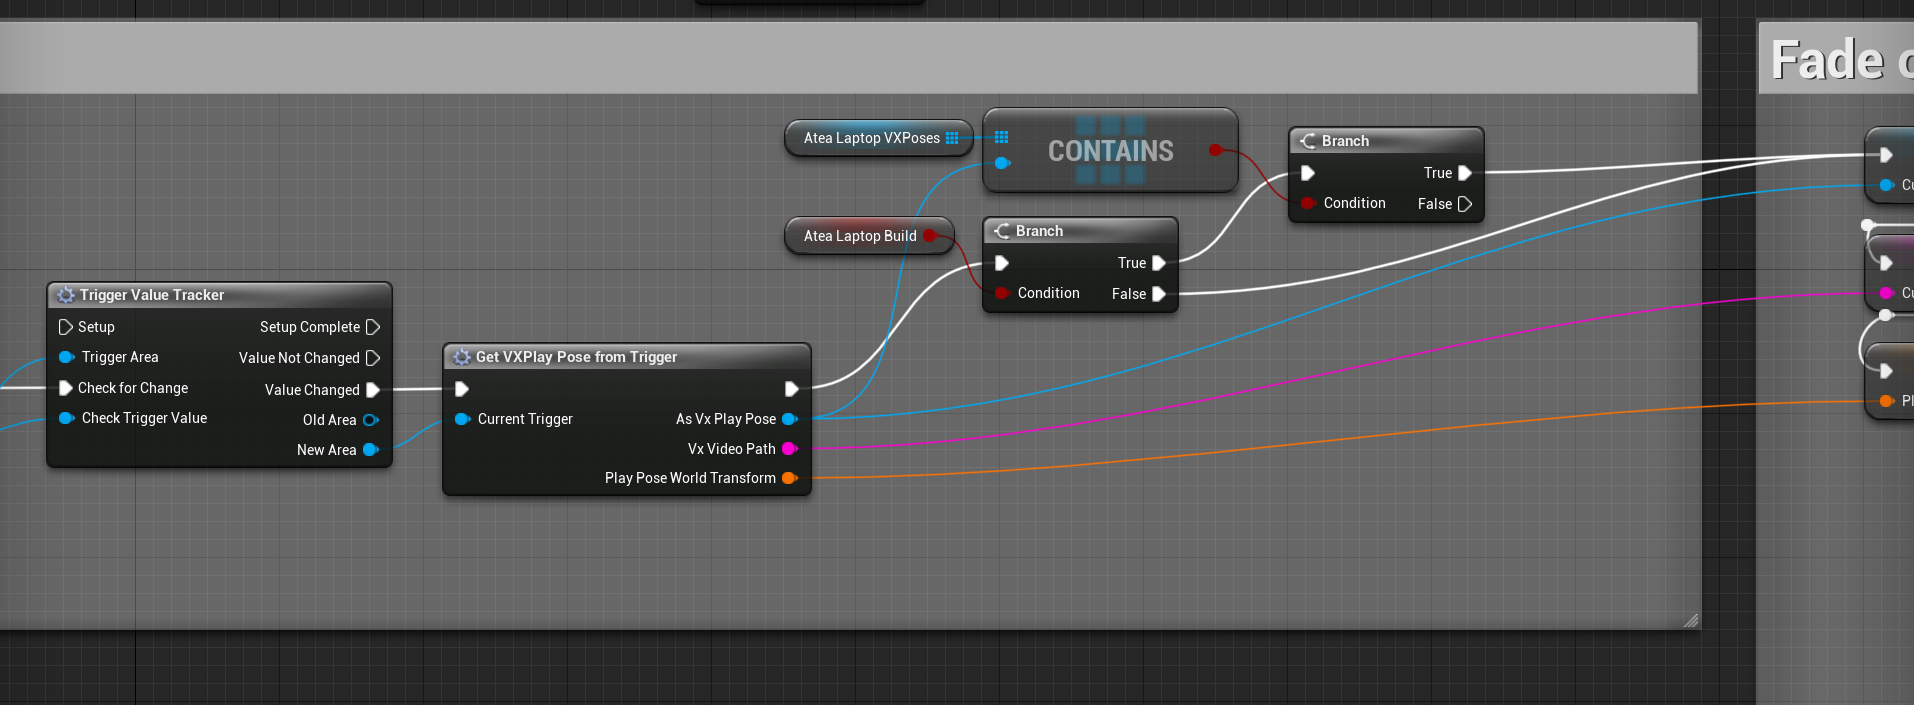 Fade
Atea Laptop VXPoses
CONTAINS
Branch
True
Condition
False
Atea Laptop Build
Branch
True
Condition
False
Trigger Value Tracker
Setup
Setup Complete
Trigger Area
Value Not Changed
Check for Change
Value Changed
Check Trigger Value
Old Area
New Area
Get VXPlay Pose from Trigger
Current Trigger
As Vx Play Pose
Vx Video Path
Play Pose World Transform